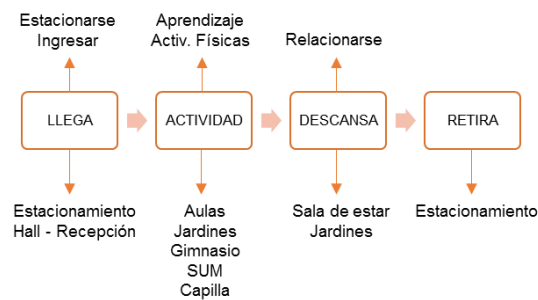 Estacionarse
Ingresar
Aprendizaje
Activ. Físicas
Relacionarse
LLEGA
ACTIVIDAD
DESCANSA
RETIRA
Estacionamiento
Hall - Recepción
Aulas
Jardines
Gimnasio
SUM
Capilla
Sala de estar
Jardines
Estacionamiento